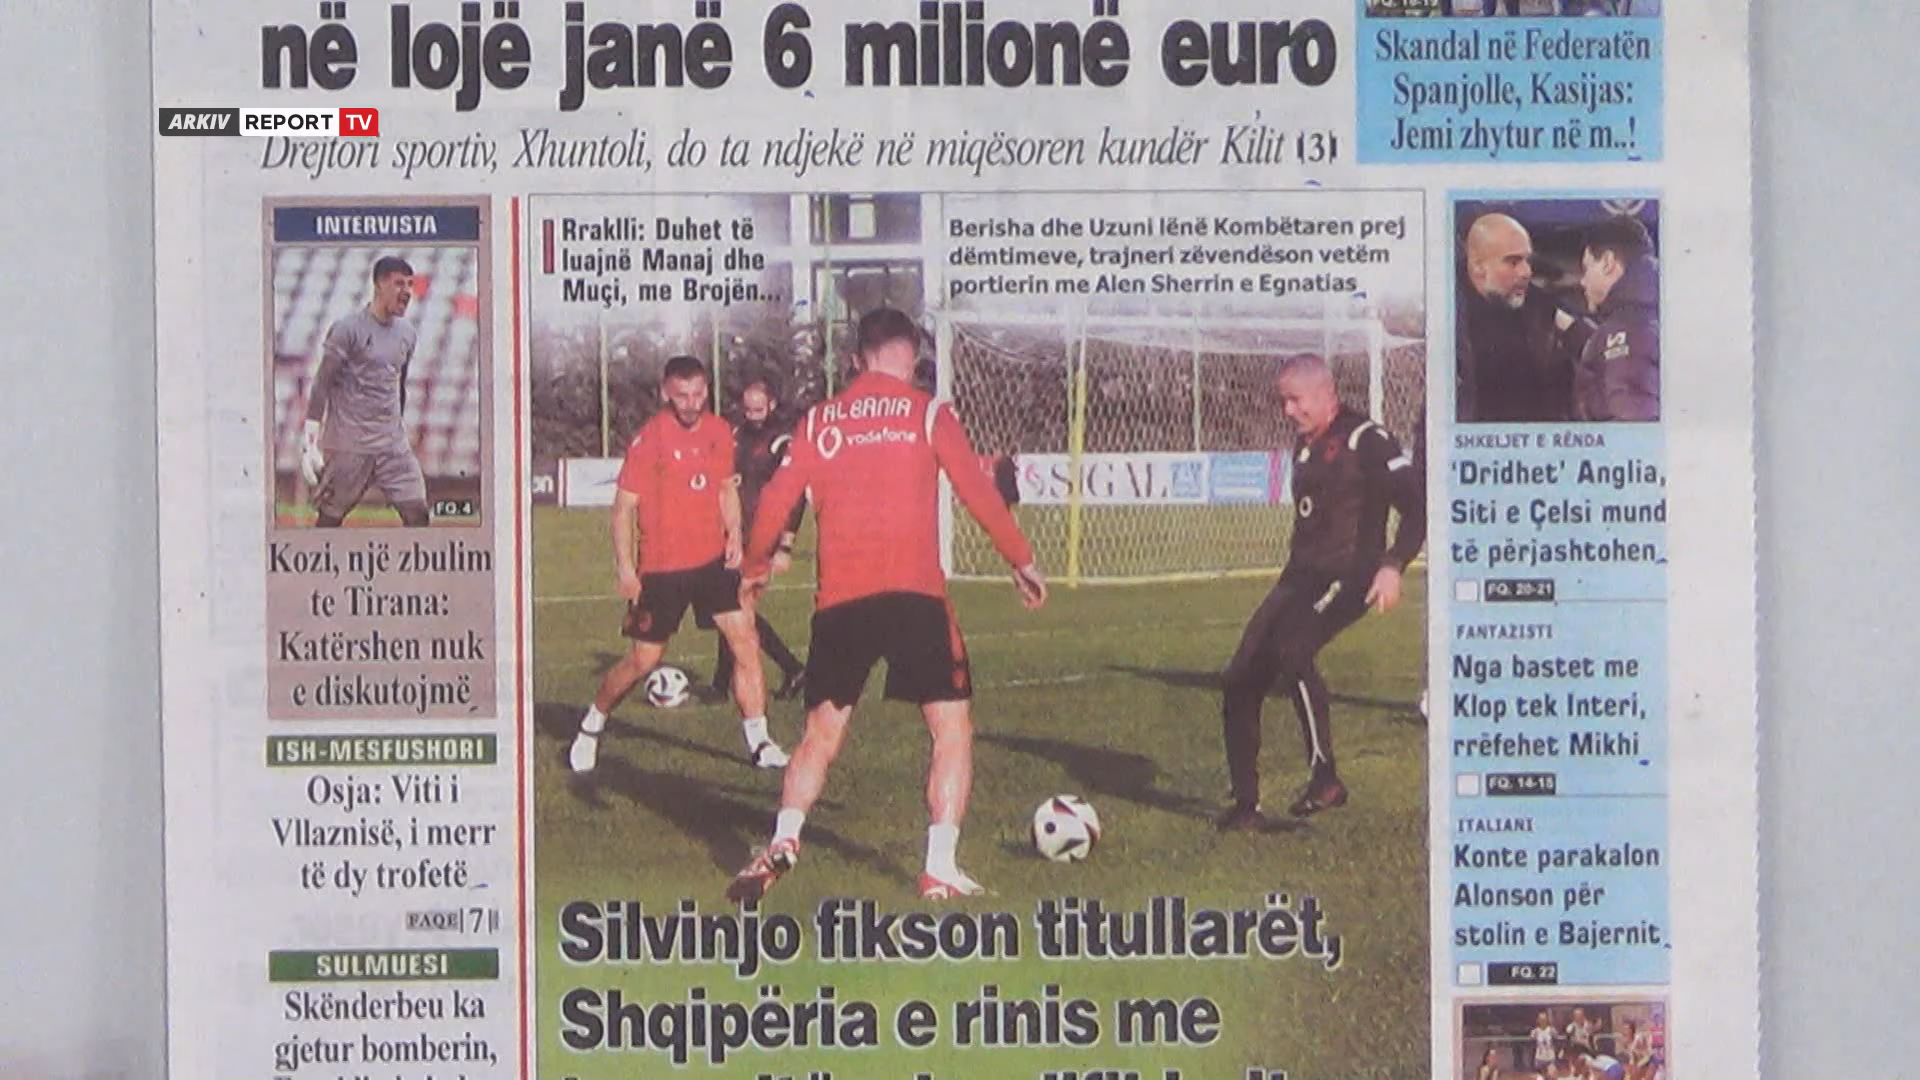 në lojë janë 6 milionë euro
ARKIV REPORT TV
Drejtori sportiv, Xhuntoli, do ta ndjekë në miqësoren kundër Kilit |3|
Skandal në Federatën
Spanjolle, Kasijas:
Jemi zhytur në m..!
INTERVISTA
FQ. 4
Kozi, një zbulim
te Tirana:
Katërshen nuk
e diskutojmë
ISH-MESFUSHORI
Osja: Viti i
Vllaznisë, i merr
të dy trofetë
FAQE|7|
SULMUESI
Skënderbeu ka
gjetur bomberin,
Rraklli: Duhet të
luajnë Manaj dhe
Muçi, me Brojën...
Berisha dhe Uzuni lënë Kombëtaren prej
dëmtimeve, trajneri zëvendëson vetëm
portierin me Alen Sherrin e Egnatias
ALBANIA
vodafone
SIGAL
Silvinjo fikson titullarët,
Shqipëria e rinis me
SHKELJET E RËNDA
'Dridhet' Anglia,
Siti e Çelsi mund
të përjashtohen
FQ. 20-21
FANTAZISTI
Nga bastet me
Klop tek Interi,
rrëfehet Mikhi
FQ. 14-15
ITALIANI
Konte parakalon
Alonson për
stolin e Bajernit
FQ. 22